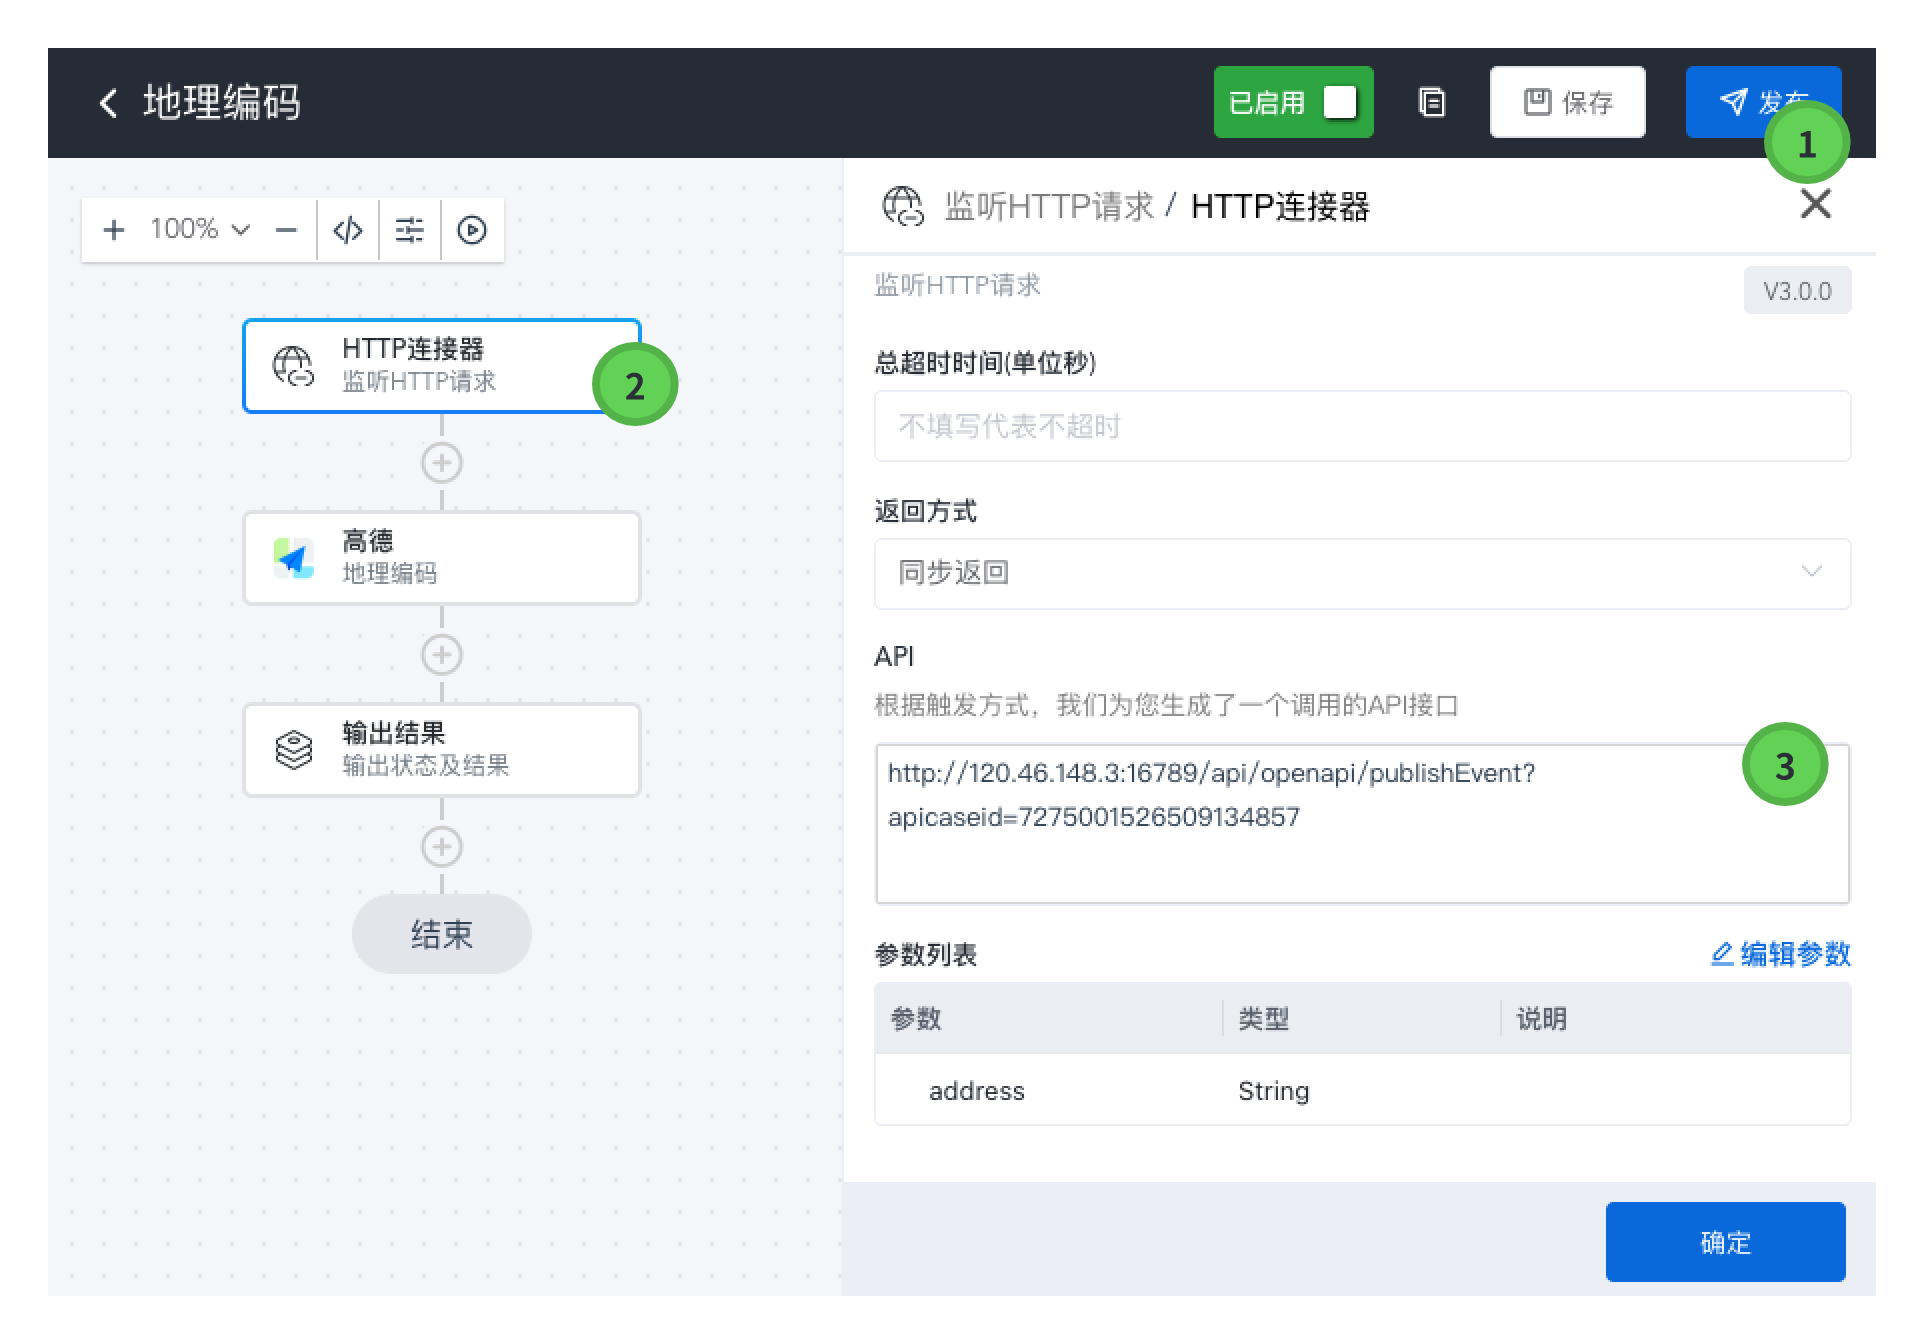 地理编码
已启用
保存
发布
1
100%
HTTP连接器
监听HTTP请求
2
高德
地理编码
输出结果
输出状态及结果
结束
监听HTTP请求 / HTTP连接器
监听HTTP请求
V3.0.0
总超时时间(单位秒)
不填写代表不超时
返回方式
同步返回
API
根据触发方式，我们为您生成了一个调用的API接口
http://120.46.148.3:16789/api/openapi/publishEvent?
apicaseid=7275001526509134857
3
参数列表
编辑参数
参数 类型 说明
address String
确定